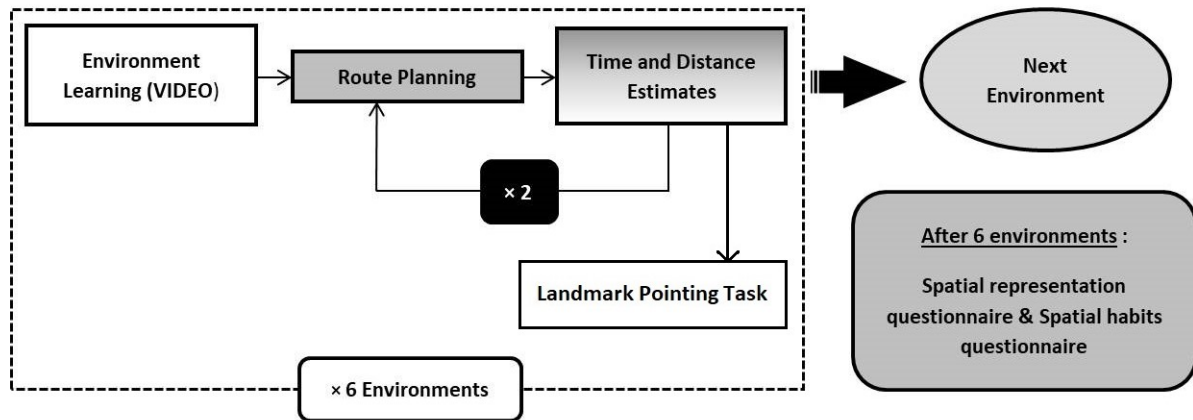 Environment
Learning (VIDEO)
Route Planning
Time and Distance
Estimates
Next
Environment
× 2
Landmark Pointing Task
After 6 environments :
Spatial representation
questionnaire & Spatial habits
questionnaire
× 6 Environments